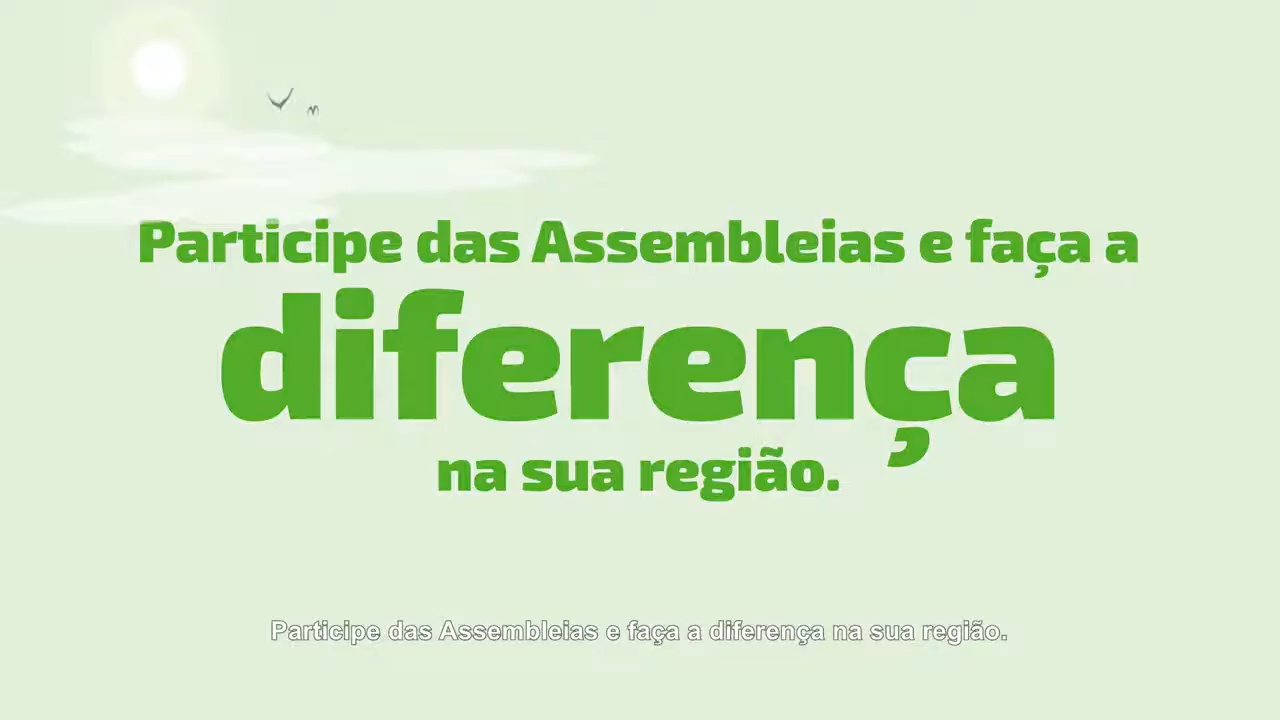 Participe das Assembleias e faça a
diferença
na sua região.
Participe das Assembleias e faça a diferença na sua região.